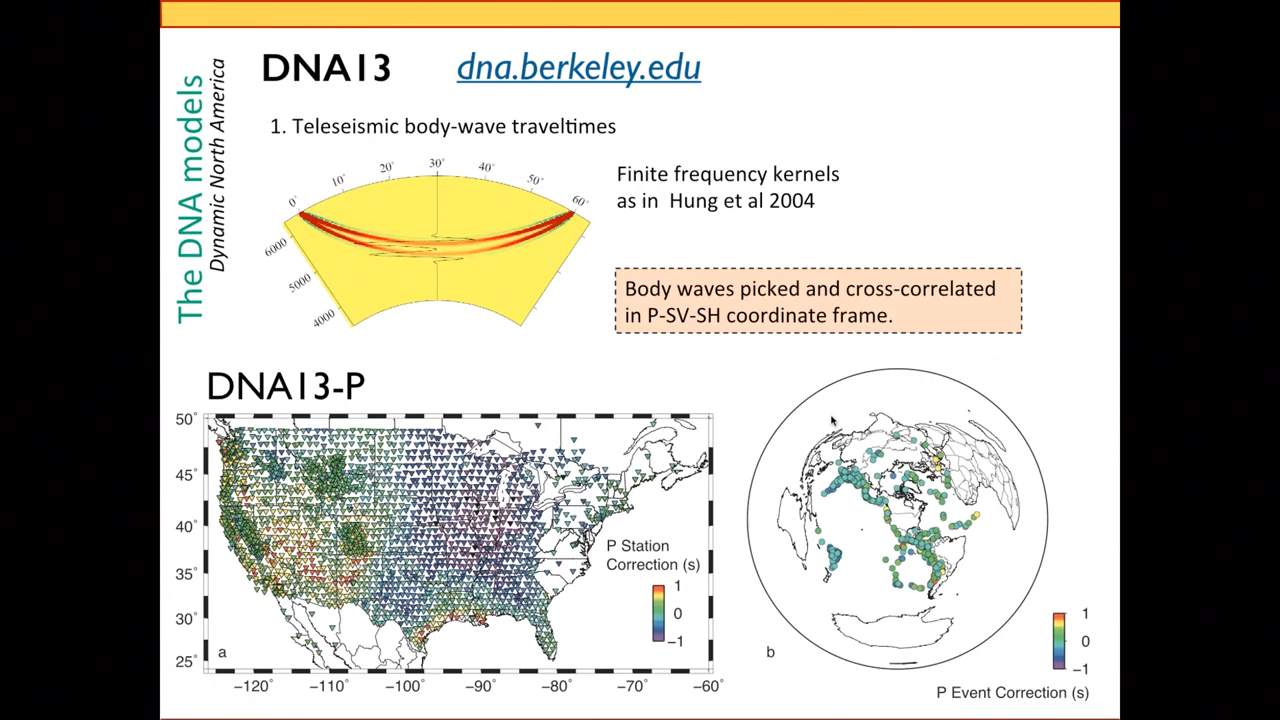 The DNA models
Dynamic North America
DNA13
dna.berkeley.edu
1. Teleseismic body-wave traveltimes
0° 10° 20° 30° 40° 50° 60°
6000
5000
4000
Finite frequency kernels
as in Hung et al 2004
Body waves picked and cross-correlated
in P-SV-SH coordinate frame.
DNA13-P
50°
45°
40°
35°
30°
25°
−120° −110° −100° −90° −80° −70° −60°
P Station
Correction (s)
1
0
−1
a
b
1
0
−1
P Event Correction (s)